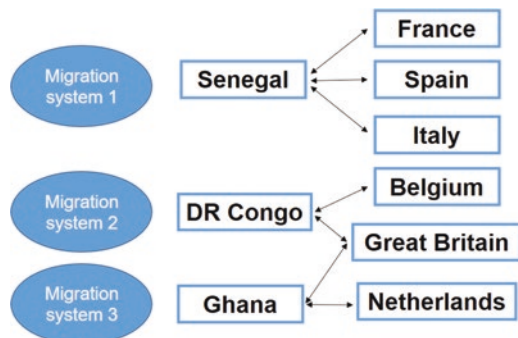 Migration
system 1
Senegal
France
Spain
Italy
Migration
system 2
DR Congo
Belgium
Great Britain
Migration
system 3
Ghana
Netherlands